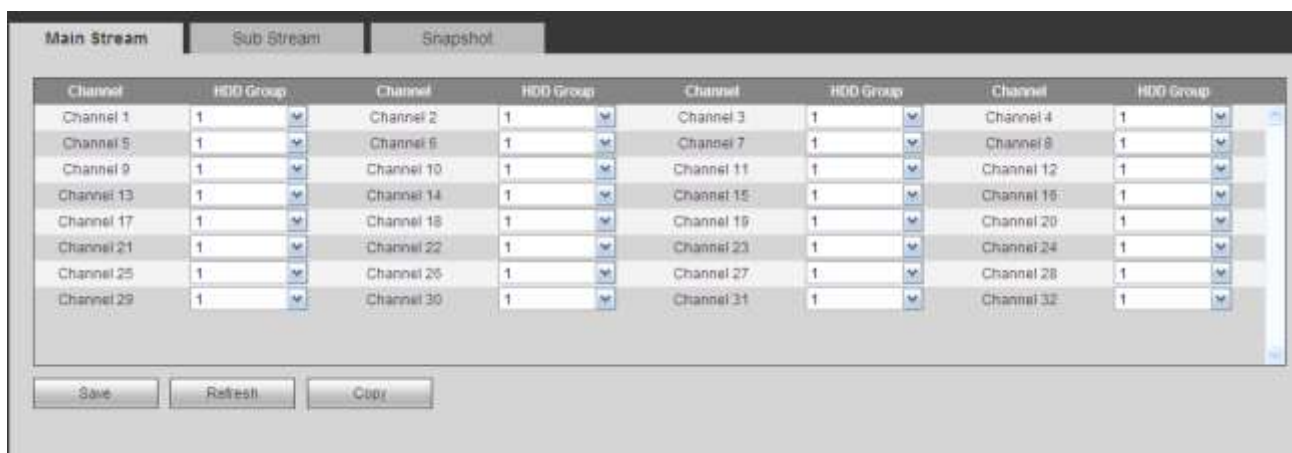 Main Stream Sub Stream Snapshot
Channel HDD Group Channel HDD Group Channel HDD Group Channel HDD Group
Channel 1 1 Channel 2 1 Channel 3 1 Channel 4 1
Channel 5 1 Channel 6 1 Channel 7 1 Channel 8 1
Channel 9 1 Channel 10 1 Channel 11 1 Channel 12 1
Channel 13 1 Channel 14 1 Channel 15 1 Channel 16 1
Channel 17 1 Channel 18 1 Channel 19 1 Channel 20 1
Channel 21 1 Channel 22 1 Channel 23 1 Channel 24 1
Channel 25 1 Channel 26 1 Channel 27 1 Channel 28 1
Channel 29 1 Channel 30 1 Channel 31 1 Channel 32 1
Save Refresh Copy